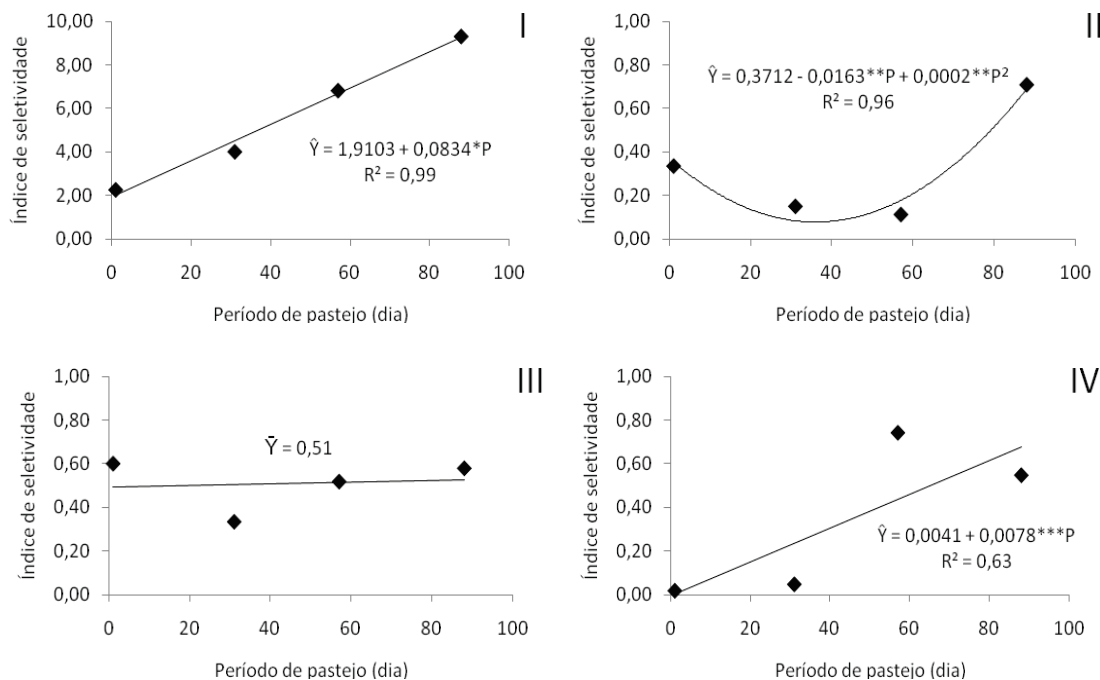 I
10,00
8,00
6,00
4,00
2,00
0,00
Índice de seletividade
Ŷ = 1,9103 + 0,0834*P
R² = 0,99
0 20 40 60 80 100
Período de pastejo (dia)
II
1,00
0,80
0,60
0,40
0,20
0,00
Índice de seletividade
Ŷ = 0,3712 - 0,0163**P + 0,0002**P²
R² = 0,96
0 20 40 60 80 100
Período de pastejo (dia)
III
1,00
0,80
0,60
0,40
0,20
0,00
Índice de seletividade
Ȳ = 0,51
0 20 40 60 80 100
Período de pastejo (dia)
IV
1,00
0,80
0,60
0,40
0,20
0,00
Índice de seletividade
Ŷ = 0,0041 + 0,0078***P
R² = 0,63
0 20 40 60 80 100
Período de pastejo (dia)